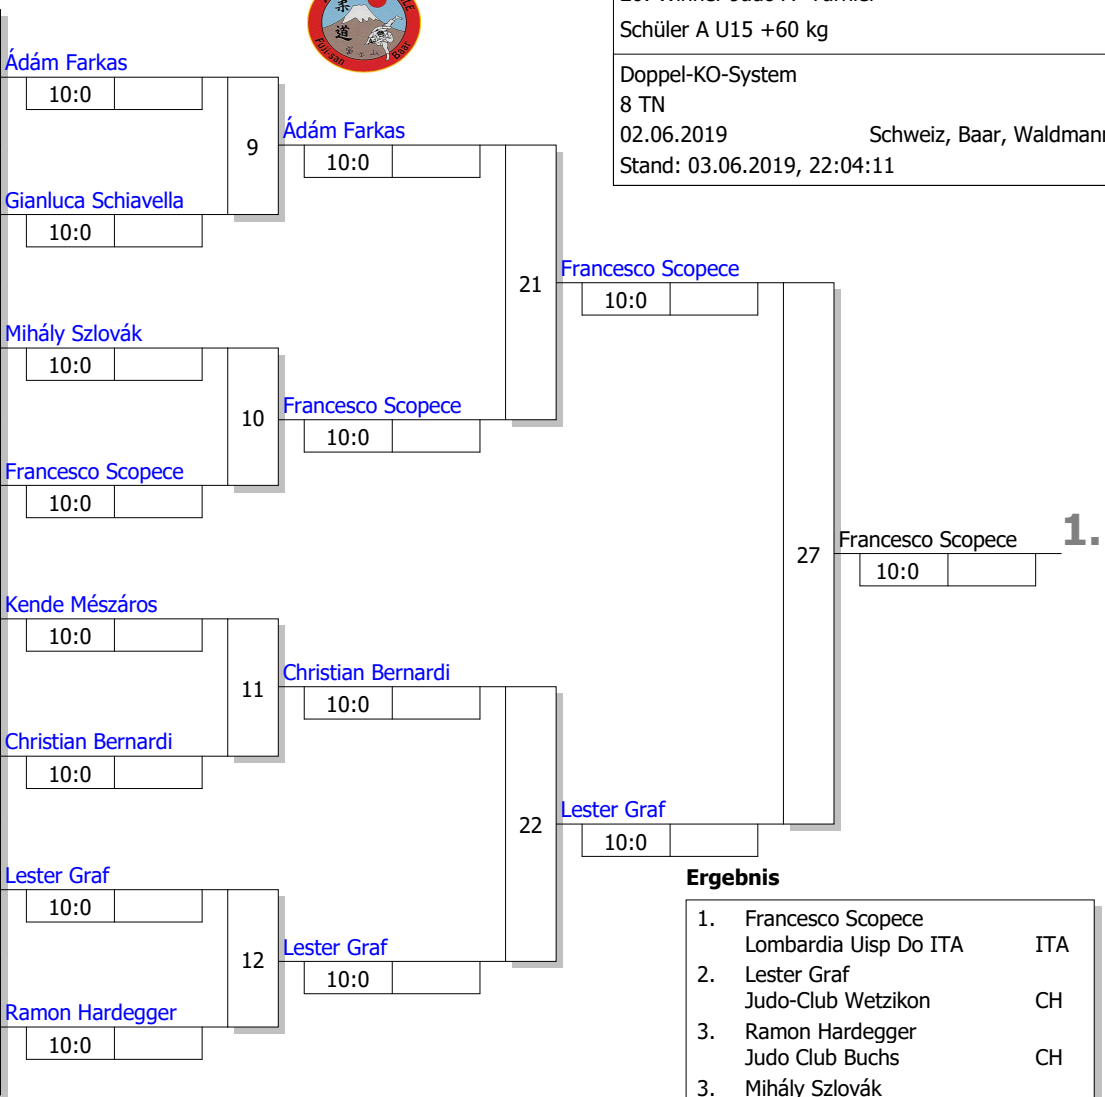 Schüler A U15 +60 kg
Doppel-KO-System
8 TN
02.06.2019 Schweiz, Baar,
Stand: 03.06.2019, 22:04:11
柔
道
Fuji-san Baar
Ádám Farkas
10:0
Gianluca Schiavella
10:0
9
Mihály Szlovák
10:0
Francesco Scopece
10:0
10
Kende Mészáros
10:0
Christian Bernardi
10:0
11
Lester Graf
10:0
Ramon Hardegger
10:0
12
Ádám Farkas
10:0
Francesco Scopece
10:0
21
Christian Bernardi
10:0
Lester Graf
10:0
22
Francesco Scopece
10:0
Lester Graf
10:0
27
Francesco Scopece 1.
10:0
Ergebnis
1. Francesco Scopece
Lombardia Uisp Do ITA ITA
2. Lester Graf
Judo-Club Wetzikon CH
3. Ramon Hardegger
Judo Club Buchs CH
3. Mihály Szlovák